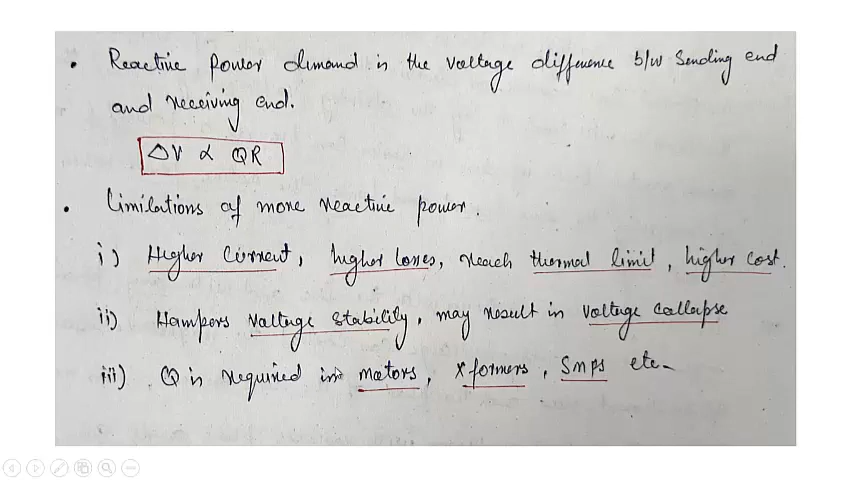 • Reactive power demand is the voltage difference b/w sending end
and receiving end.
ΔV ∝ QR
• Limitations of more reactive power.
i) Higher Current, higher losses, reach thermal limit, higher cost.
ii) Hampers voltage stability, may result in voltage collapse
iii) Q is required in motors, xformers, Smps etc-